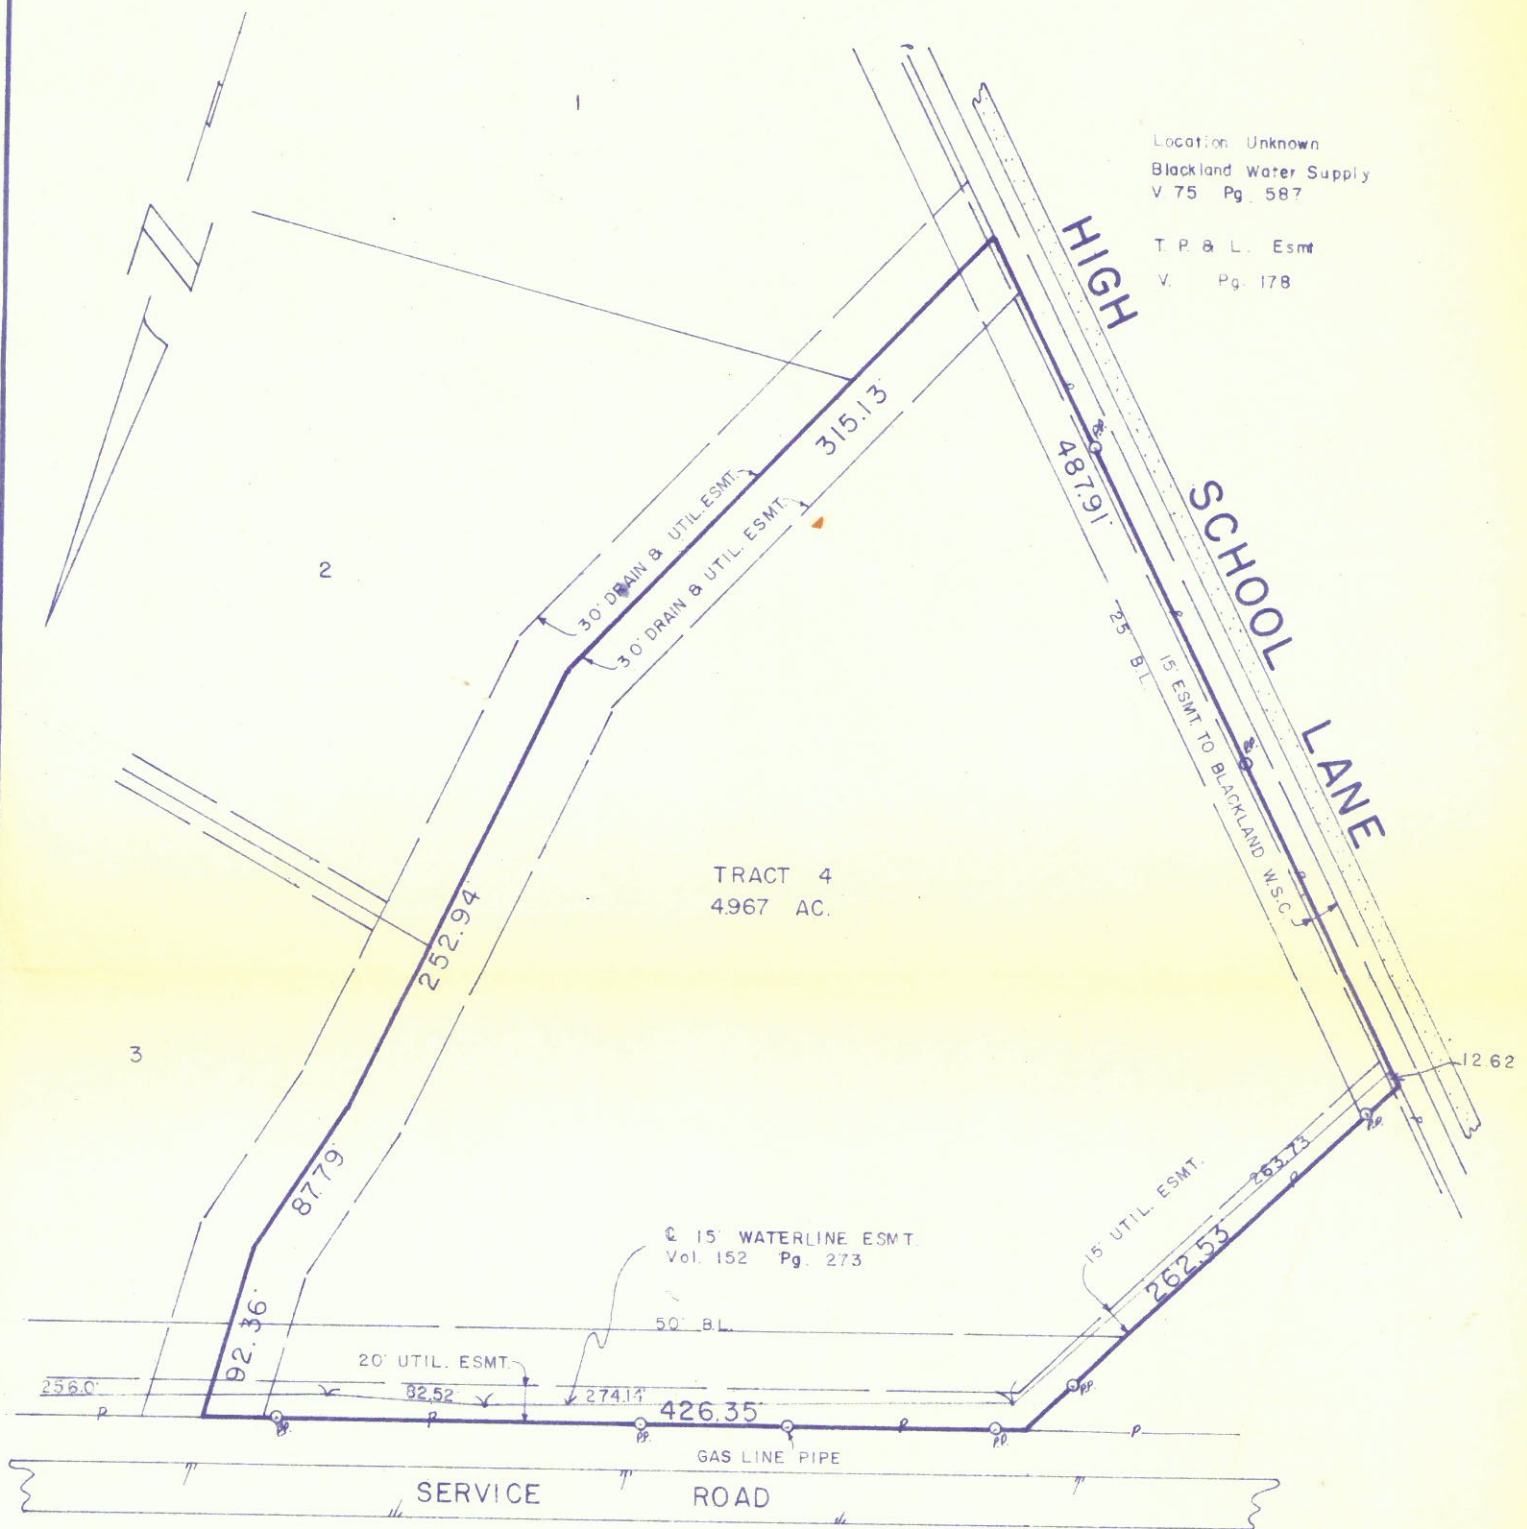 1
Location Unknown
Blackland Water Supply
V. 75 Pg. 587
T. P. & L. Esmt
V. Pg. 178
HIGH SCHOOL LANE
N
315.13'
487.91'
30' DRAIN & UTIL. ESMT.
30' DRAIN & UTIL. ESMT.
2
25' B.L.
15' ESMT. TO BLACKLAND W.S.C.
TRACT 4
4.967 AC.
252.94'
3
12.62
87.79'
263.73
15' UTIL. ESMT.
262.53
℄ 15' WATERLINE ESMT.
Vol. 152 Pg. 273
92.36'
50' B.L.
20' UTIL. ESMT.
256.0'
82.52
274.11'
426.35'
P
P
P
P
P.P.
P.P.
P.P.
P.P.
P.P.
GAS LINE PIPE
SERVICE ROAD